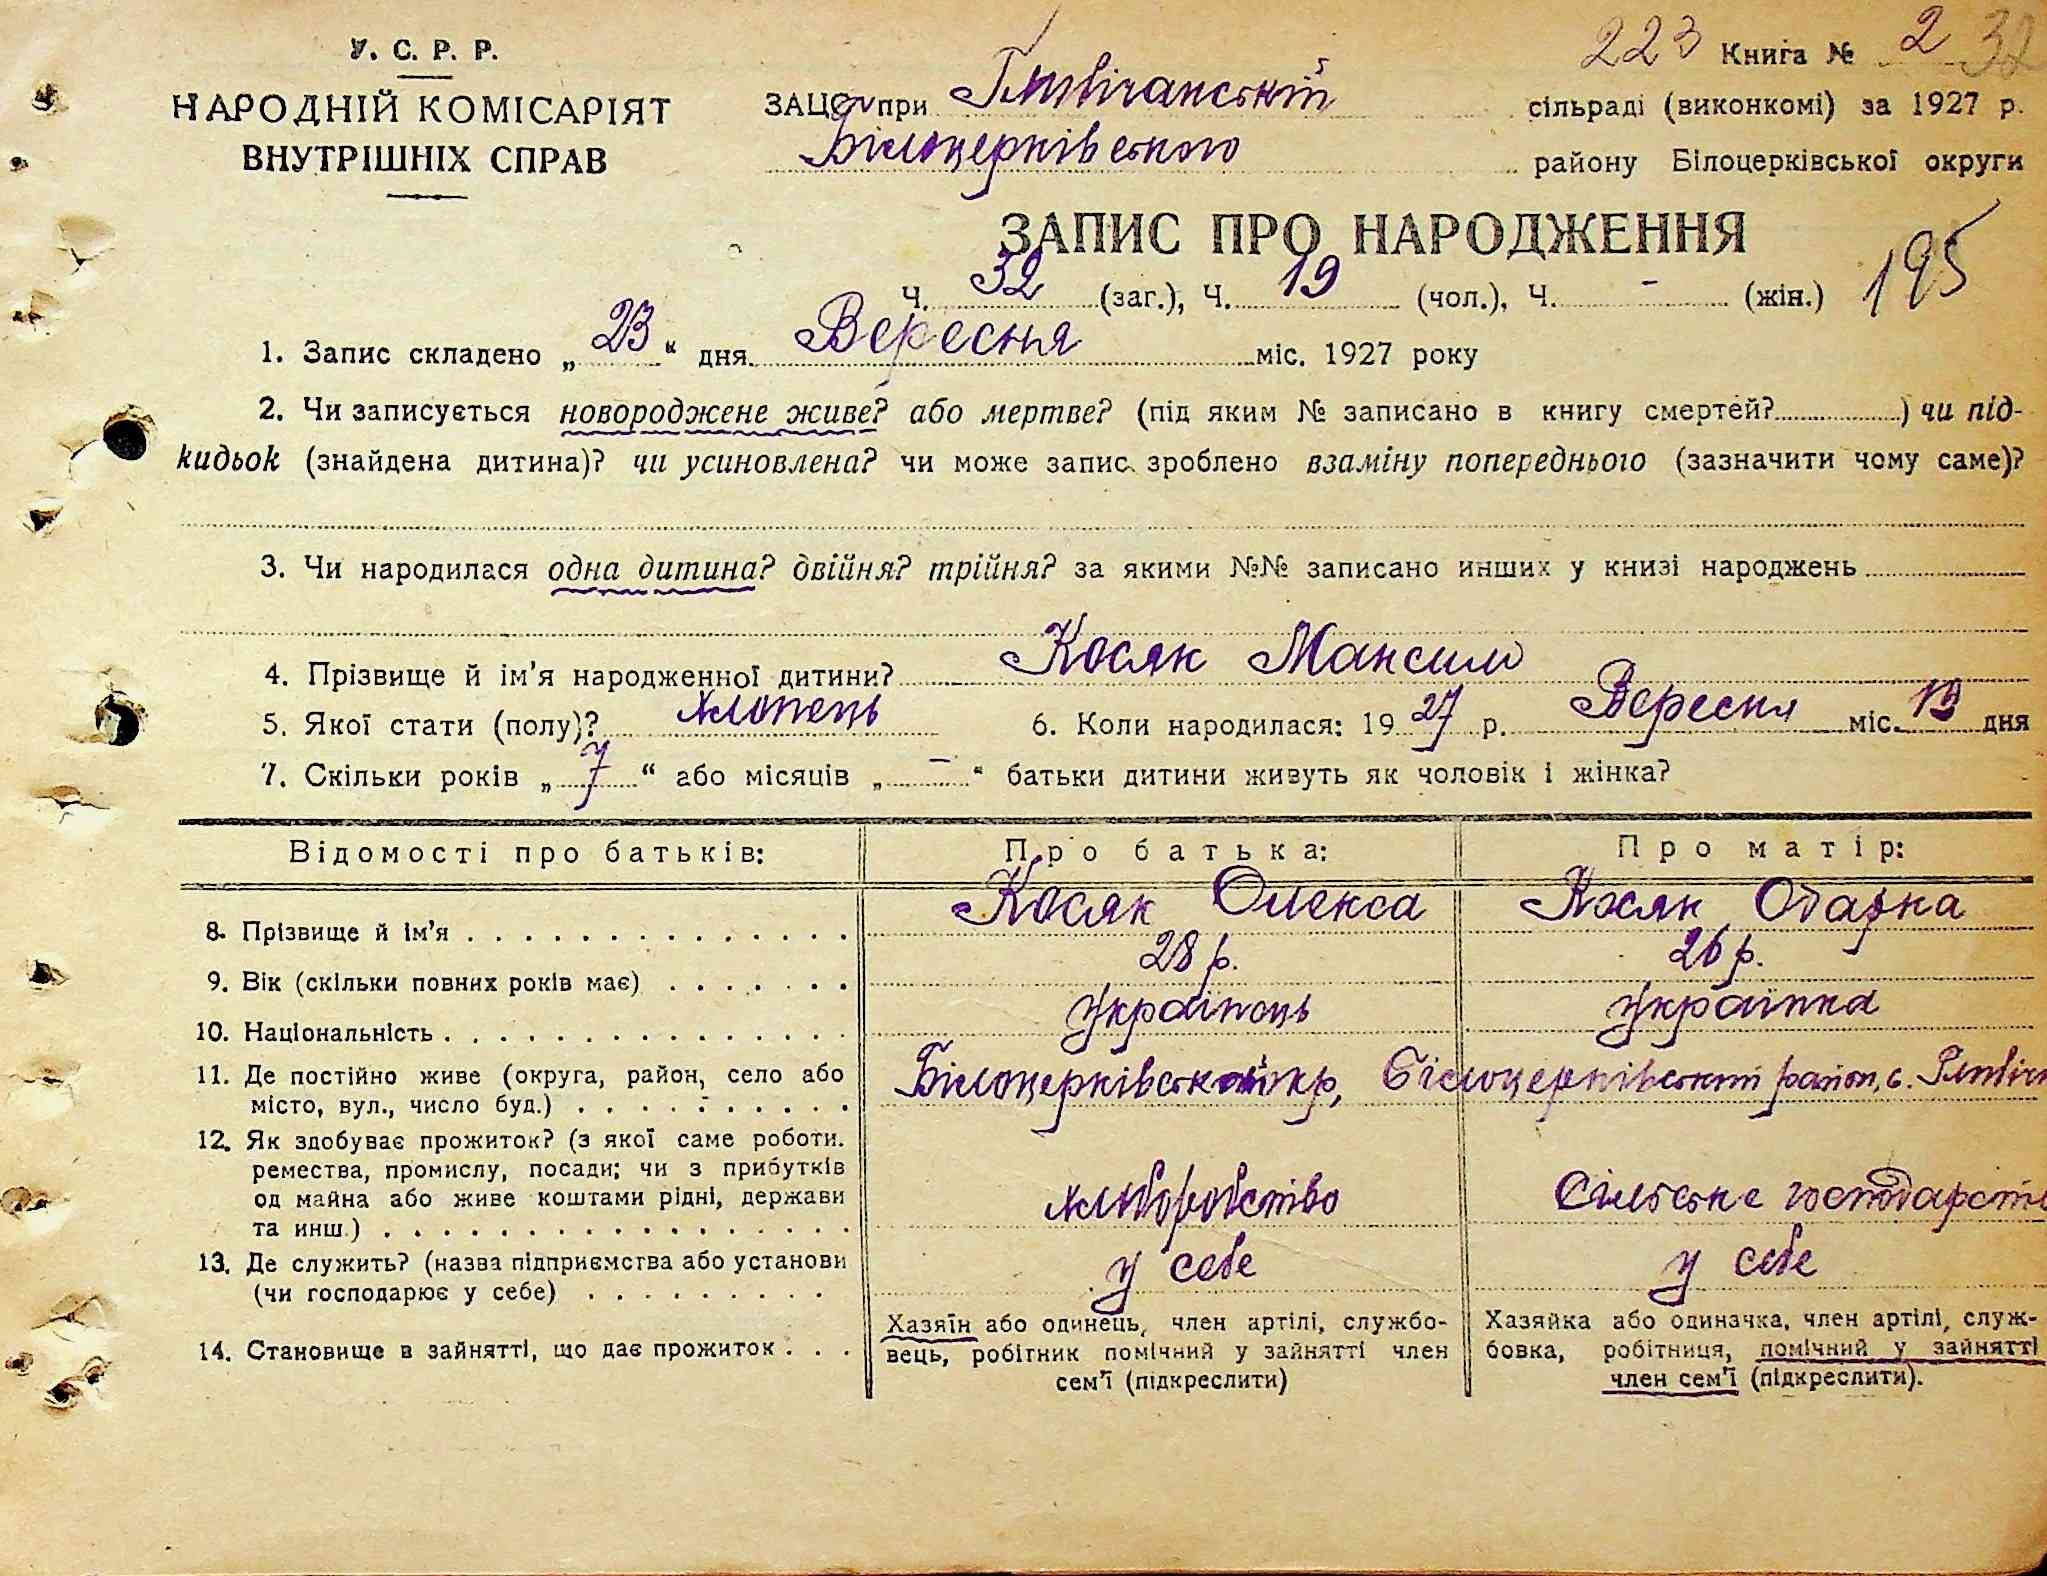 У. С. Р. Р.
НАРОДНІЙ КОМІСАРІЯТ
ВНУТРІШНІХ СПРАВ
223 Книга № 2 32
ЗАЦС при сільраді (виконкомі) за 1927 р.
Білоцерківського району Білоцерківської округи
ЗАПИС ПРО НАРОДЖЕННЯ
Ч. 32 (заг.), Ч. 19 (чол.), Ч. - (жін.) 195
1. Запис складено „ 23 “ дня Вересня міс. 1927 року
2. Чи записується новороджене живе? або мертве? (під яким № записано в книгу смертей? ) чи під-
кидьок (знайдена дитина)? чи усиновлена? чи може запис зроблено взаміну попереднього (зазначити чому саме)?
3. Чи народилася одна дитина? двійня? трійня? за якими №№ записано инших у книзі народжень
4. Прізвище й ім'я народженної дитини? Косяк Максим
5. Якої стати (полу)? хлопець 6. Коли народилася: 1927 р. Вересня міс. дня
7. Скільки років „ 7 “ або місяців „ - “ батьки дитини живуть як чоловік і жінка?
Відомості про батьків: Про батька: Про матір:
8. Прізвище й ім'я . . . . . . . . . . . . . . Косяк Олекса Косяк Одарка
9. Вік (скільки повних років має) . . . . . . . 28 р. 26 р.
10. Національність . . . . . . . . . . . . . . . Українець Українка
11. Де постійно живе (округа, район, село або
місто, вул., число буд.) . . . . . . . . . . Білоцерківської окр, Білоцерківський район, с.
12. Як здобуває прожиток? (з якої саме роботи.
ремества, промислу, посади; чи з прибутків
од майна або живе коштами рідні, держави
та инш.) . . . . . . . . . . . . . . . . . хліборобство Сільське господарств
13. Де служить? (назва підприємства або установи
(чи господарює у себе) . . . . . . . . . у себе у себе
14. Становище в зайнятті, що дає прожиток . . .
Хазяїн або одинець, член артілі, службо-
вець, робітник помічний у зайнятті член
сем'ї (підкреслити)
Хазяйка або одиначка, член артілі, служ-
бовка, робітниця, помічний у зайнятті
член сем'ї (підкреслити).